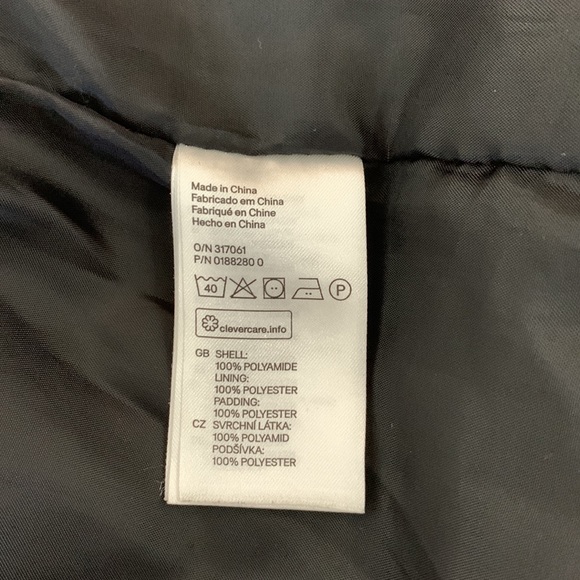 Made in China
Fabricado em China
Fabriqué en Chine
Hecho en China
O/N 317061
P/N 0188280 0
40 P
clevercare.info
GB SHELL:
100% POLYAMIDE
LINING:
100% POLYESTER
PADDING:
100% POLYESTER
CZ SVRCHNÍ LÁTKA:
100% POLYAMID
PODŠÍVKA:
100% POLYESTER